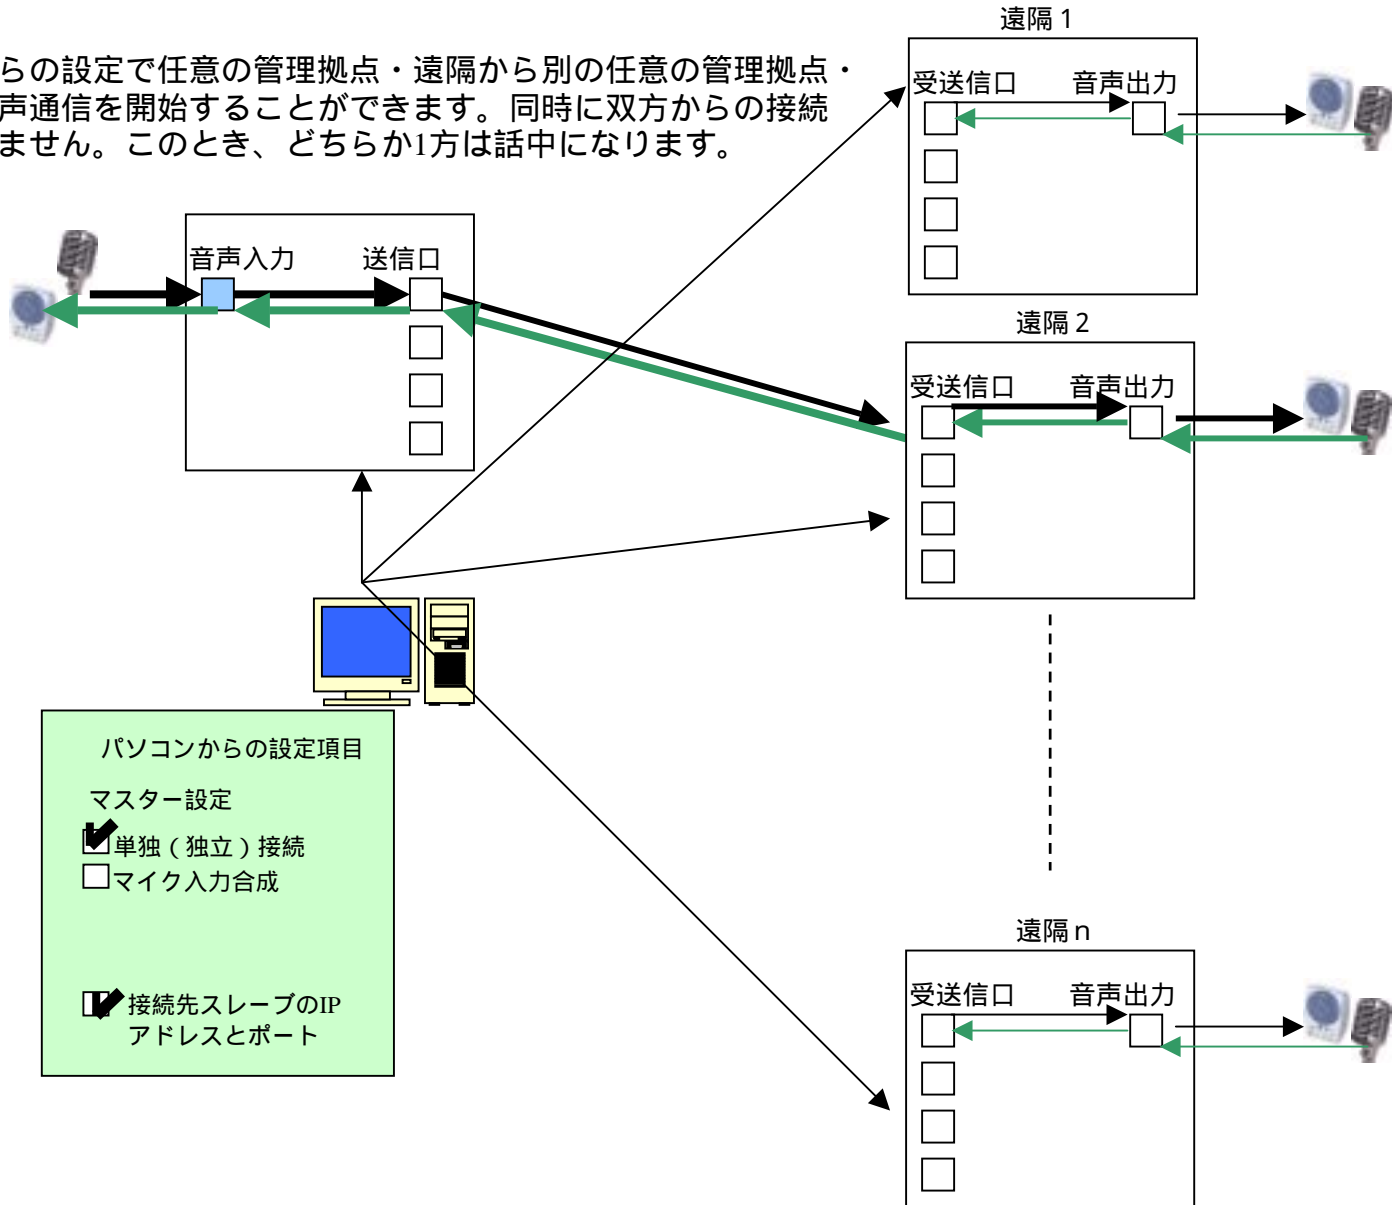 らの設定で任意の管理拠点・遠隔から別の任意の管理拠点・
声通信を開始することができます。同時に双方からの接続
ません。このとき、どちらか1方は話中になります。
遠隔１
受送信口 音声出力
音声入力 送信口
遠隔２
受送信口 音声出力
パソコンからの設定項目
マスター設定
単独（独立）接続
マイク入力合成
接続先スレーブのIP
アドレスとポート
遠隔ｎ
受送信口 音声出力